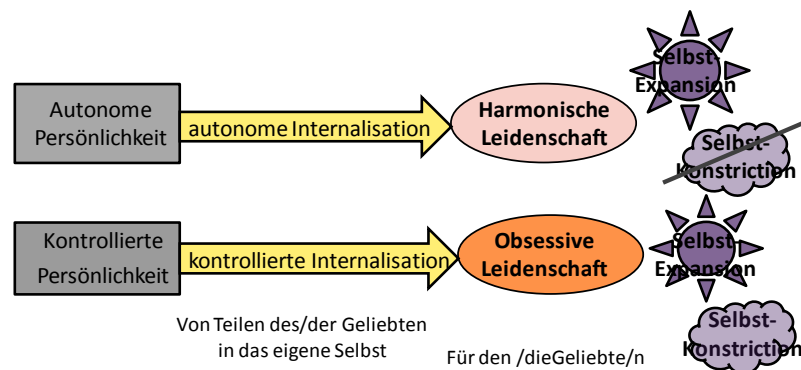 Selbst-
Expansion
Autonome
Persönlichkeit
autonome Internalisation
Harmonische
Leidenschaft
Selbst-
Konstriction
Kontrollierte
Persönlichkeit
kontrollierte Internalisation
Obsessive
Leidenschaft
Selbst-
Expansion
Von Teilen des/der Geliebten
in das eigene Selbst
Für den /dieGeliebte/n
Selbst-
Konstriction